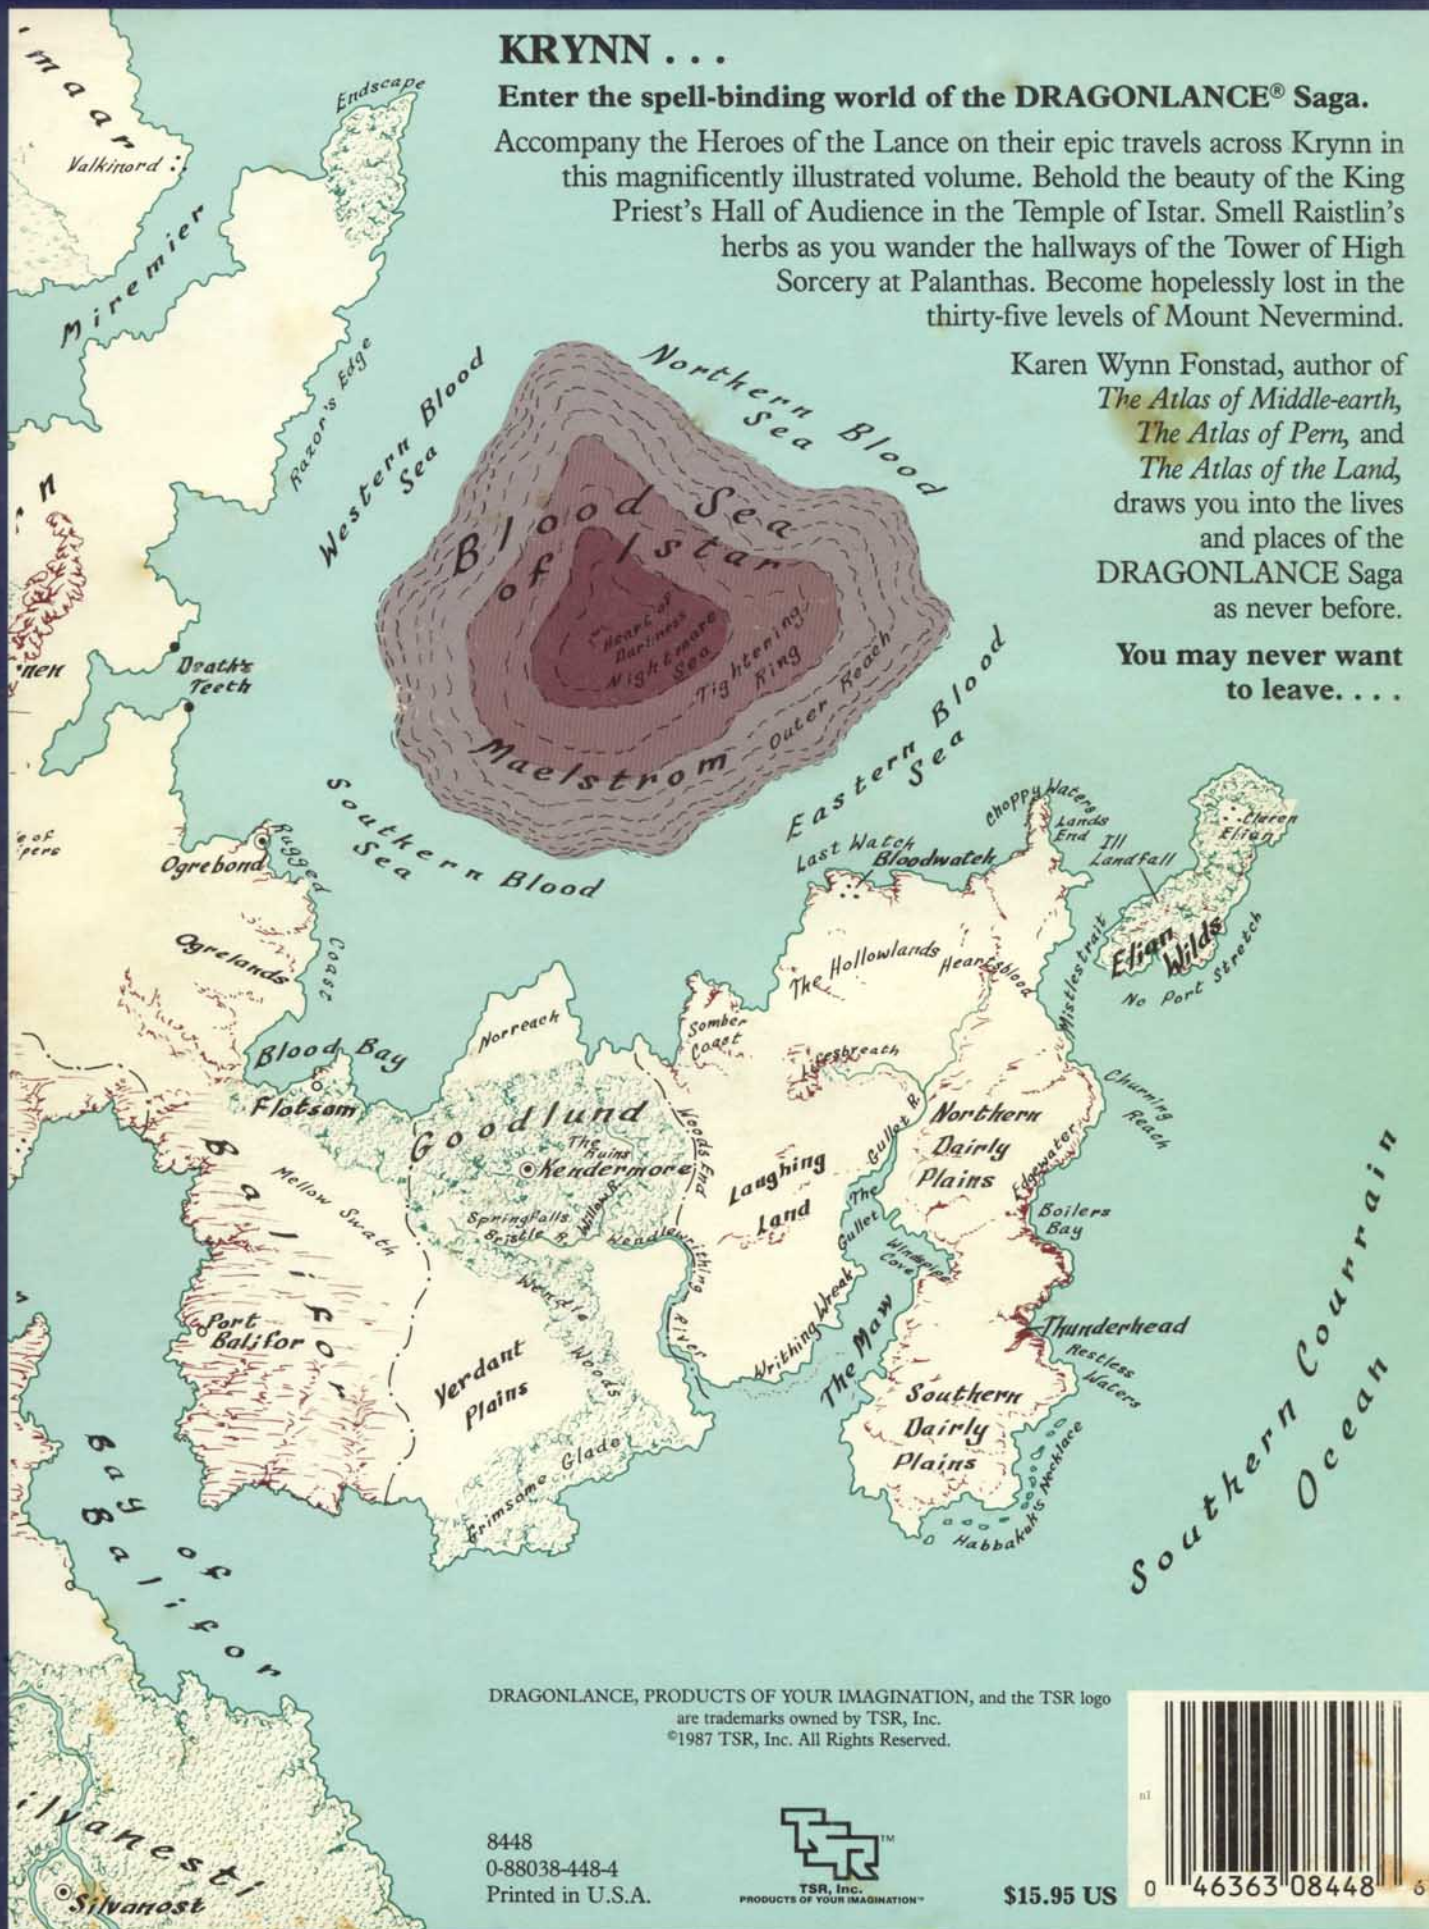 KRYNN . . .
Enter the spell-binding world of the DRAGONLANCE® Saga.
Accompany the Heroes of the Lance on their epic travels across Krynn in
this magnificently illustrated volume. Behold the beauty of the King
Priest's Hall of Audience in the Temple of Istar. Smell Raistlin's
herbs as you wander the hallways of the Tower of High
Sorcery at Palanthas. Become hopelessly lost in the
thirty-five levels of Mount Nevermind.
Karen Wynn Fonstad, author of
The Atlas of Middle-earth,
The Atlas of Pern, and
The Atlas of the Land,
draws you into the lives
and places of the
DRAGONLANCE Saga
as never before.
You may never want
to leave. . . .
maar
Valkinord
Endscape
Miremier
Razor's Edge
Western Blood
Sea
Northern Blood
Sea
Blood Sea
of Istar
Heart of
Darkness
Nightmare
Sea
Tightening
Ring
Outer Reach
Maelstrom
Eastern Blood
Sea
Southern Blood
Sea
n
nen
Death's
Teeth
Ogrebond
Rugged
Coast
Ogrelands
Blood Bay
Flotsam
Balifor
Mellow Swath
Port
Balifor
Bay of
Balifor
Norreach
Goodlund
The
Ruins
Kendermore
Springfalls
Bristle R.
Willow R.
Wendle
Woods
Woods End
Wendlewrithing
River
Verdant
Plains
Grimsome Glade
Somber
Coast
Last Watch
Bloodwatch
Choppy Waters
Lands
End
Ill
Landfall
Claren
Elian
Elian
Wilds
No Port Stretch
Mistlestrait
The Hollowlands
Heartsblood
Laughing
Land
Gullet R.
The
Gullet
Northern
Dairly
Plains
Churning
Reach
Edgewater
Boilers
Bay
Windpipe
Cove
Writhing Wreak
The Maw
Thunderhead
Restless
Waters
Southern
Dairly
Plains
Habbakuk's Necklace
Southern Courrain
Ocean
ilvanesti
Silvanost
DRAGONLANCE, PRODUCTS OF YOUR IMAGINATION, and the TSR logo
are trademarks owned by TSR, Inc.
©1987 TSR, Inc. All Rights Reserved.
8448
0-88038-448-4
Printed in U.S.A.
TSR™
TSR, Inc.
PRODUCTS OF YOUR IMAGINATION™
$15.95 US
0 46363 08448 6